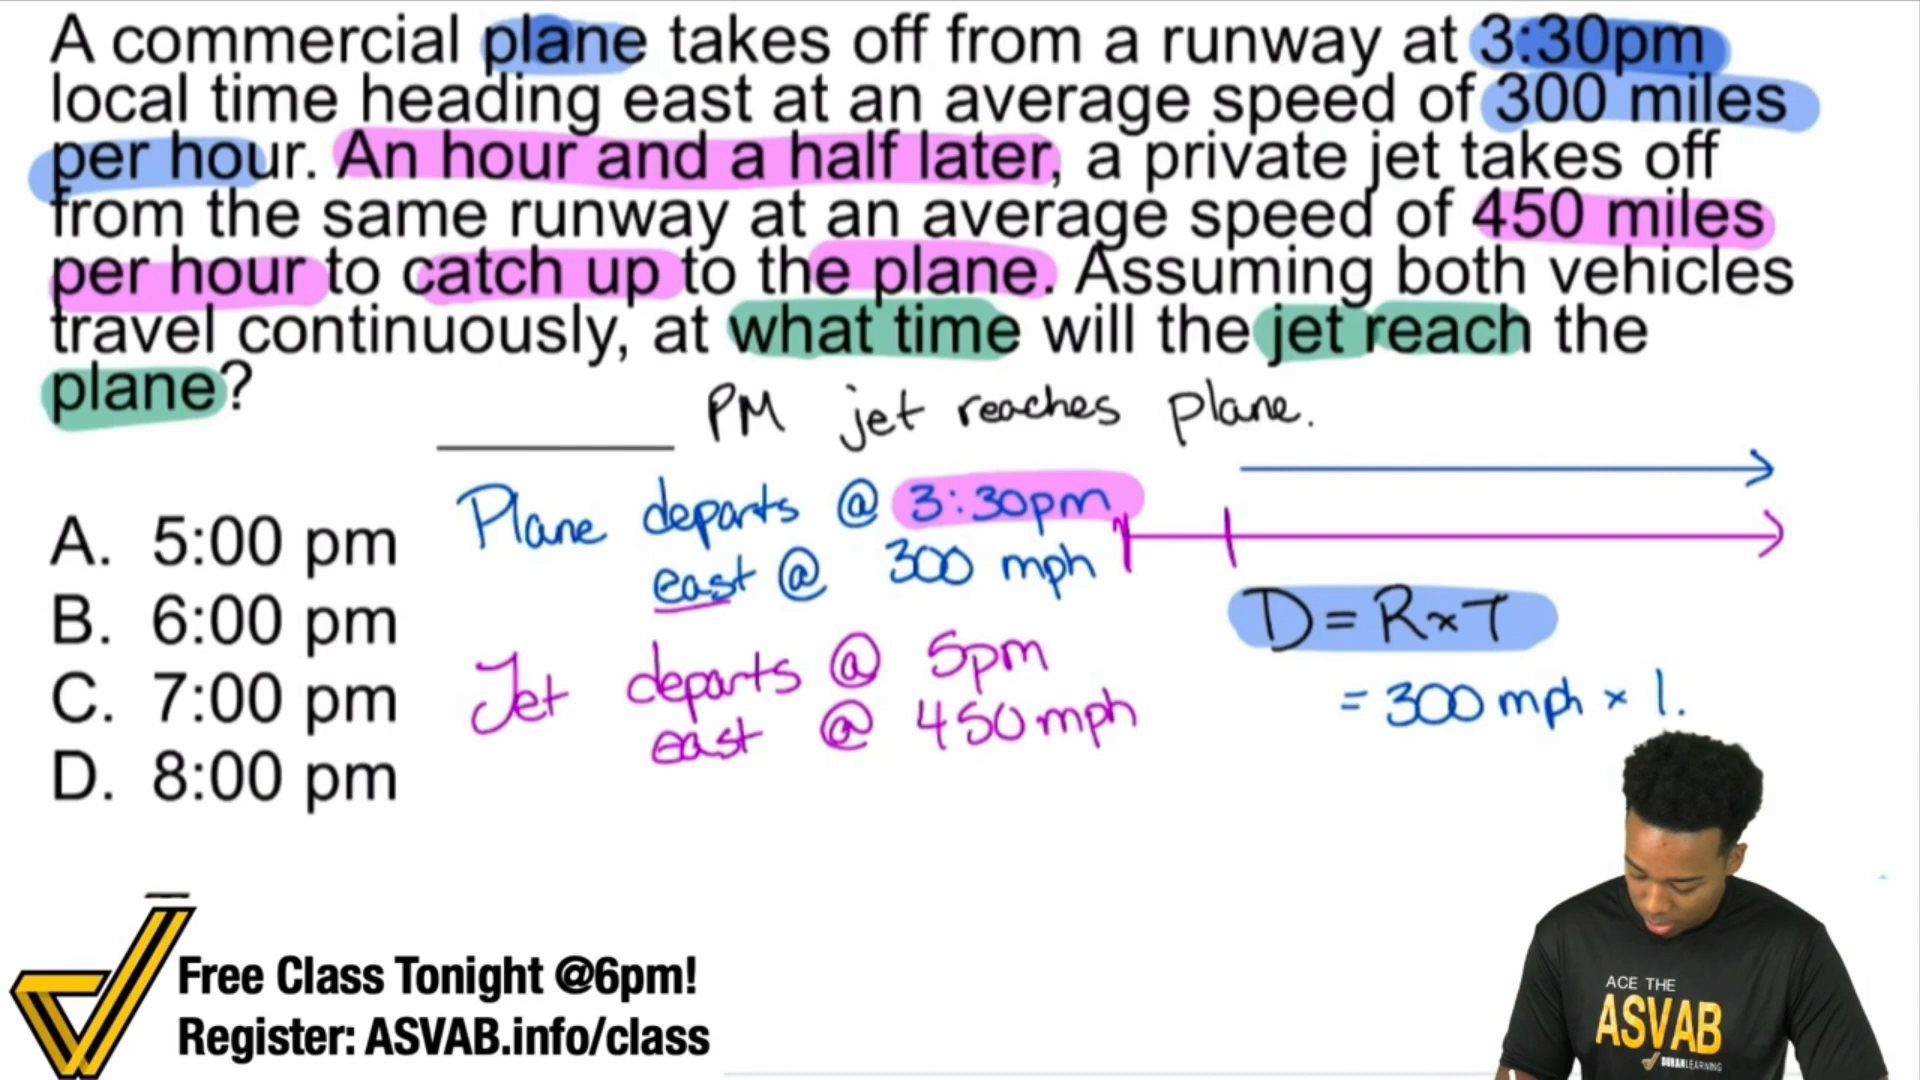 A commercial plane takes off from a runway at 3:30pm
local time heading east at an average speed of 300 miles
per hour. An hour and a half later, a private jet takes off
from the same runway at an average speed of 450 miles
per hour to catch up to the plane. Assuming both vehicles
travel continuously, at what time will the jet reach the
plane?
PM jet reaches plane.
A. 5:00 pm
B. 6:00 pm
C. 7:00 pm
D. 8:00 pm
Plane departs @ 3:30pm
east @ 300 mph
Jet departs @ 5pm
east @ 450mph
D = R×T
= 300 mph × 1.
Free Class Tonight @6pm!
Register: ASVAB.info/class
ACE THE
ASVAB
DURAN LEARNING